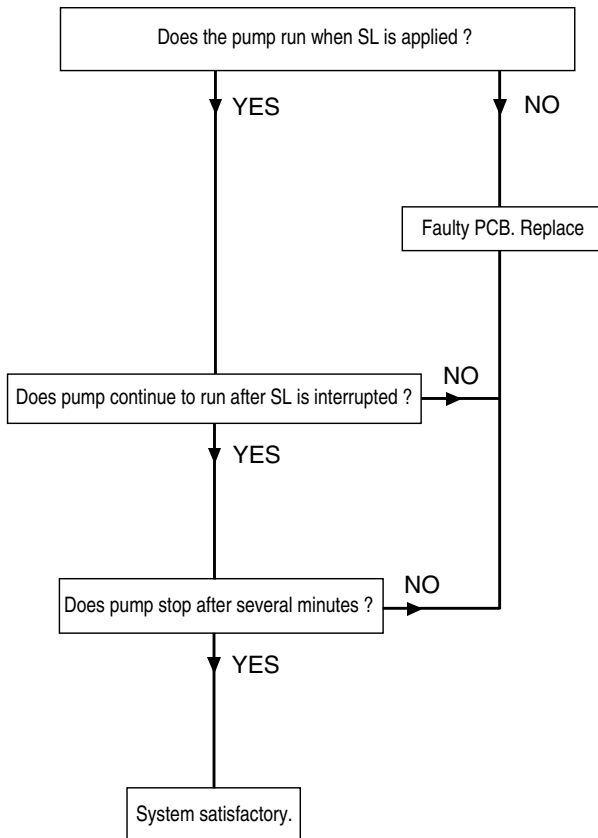 Does the pump run when SL is applied ?
YES
NO
Faulty PCB. Replace
Does pump continue to run after SL is interrupted ?
NO
YES
Does pump stop after several minutes ?
NO
YES
System satisfactory.